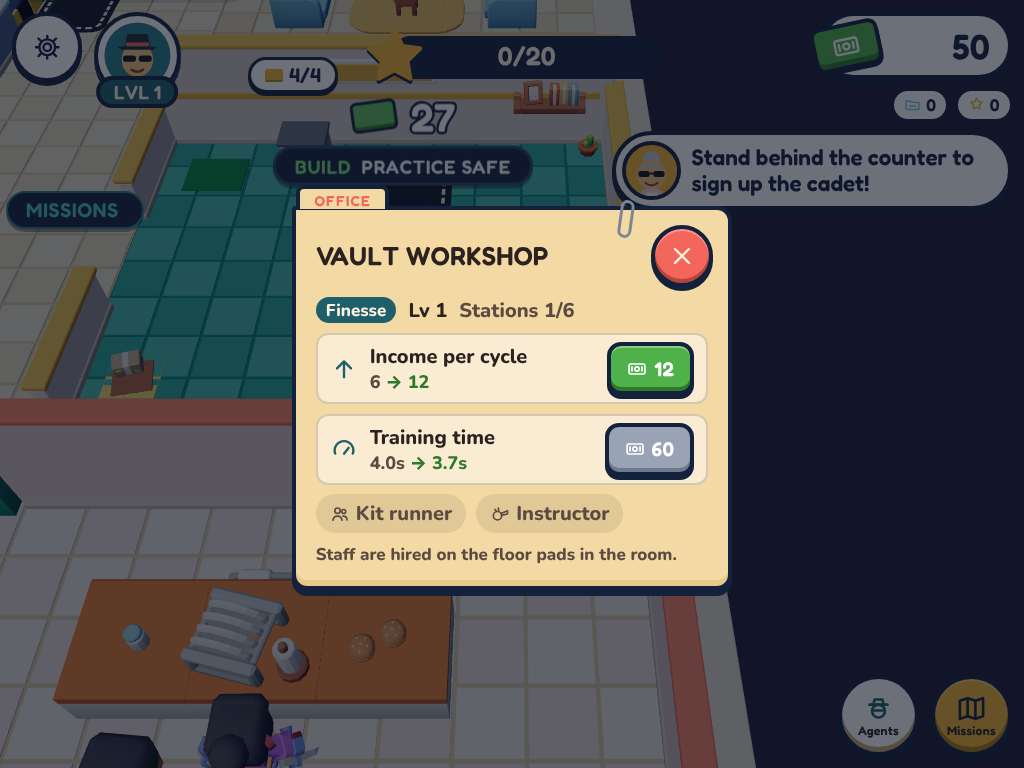 0/20
50
4/4
LVL 1
0
0
27
BUILD PRACTICE SAFE
Stand behind the counter to
sign up the cadet!
MISSIONS
OFFICE
VAULT WORKSHOP
Finesse Lv 1 Stations 1/6
Income per cycle
6 → 12
12
Training time
4.0s → 3.7s
60
Kit runner
Instructor
Staff are hired on the floor pads in the room.
Agents
Missions